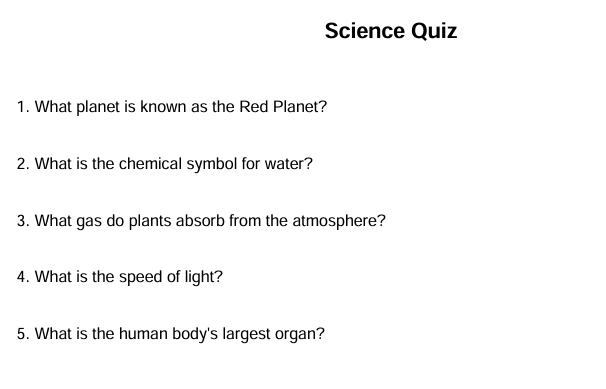 Science Quiz
1. What planet is known as the Red Planet?
2. What is the chemical symbol for water?
3. What gas do plants absorb from the atmosphere?
4. What is the speed of light?
5. What is the human body's largest organ?